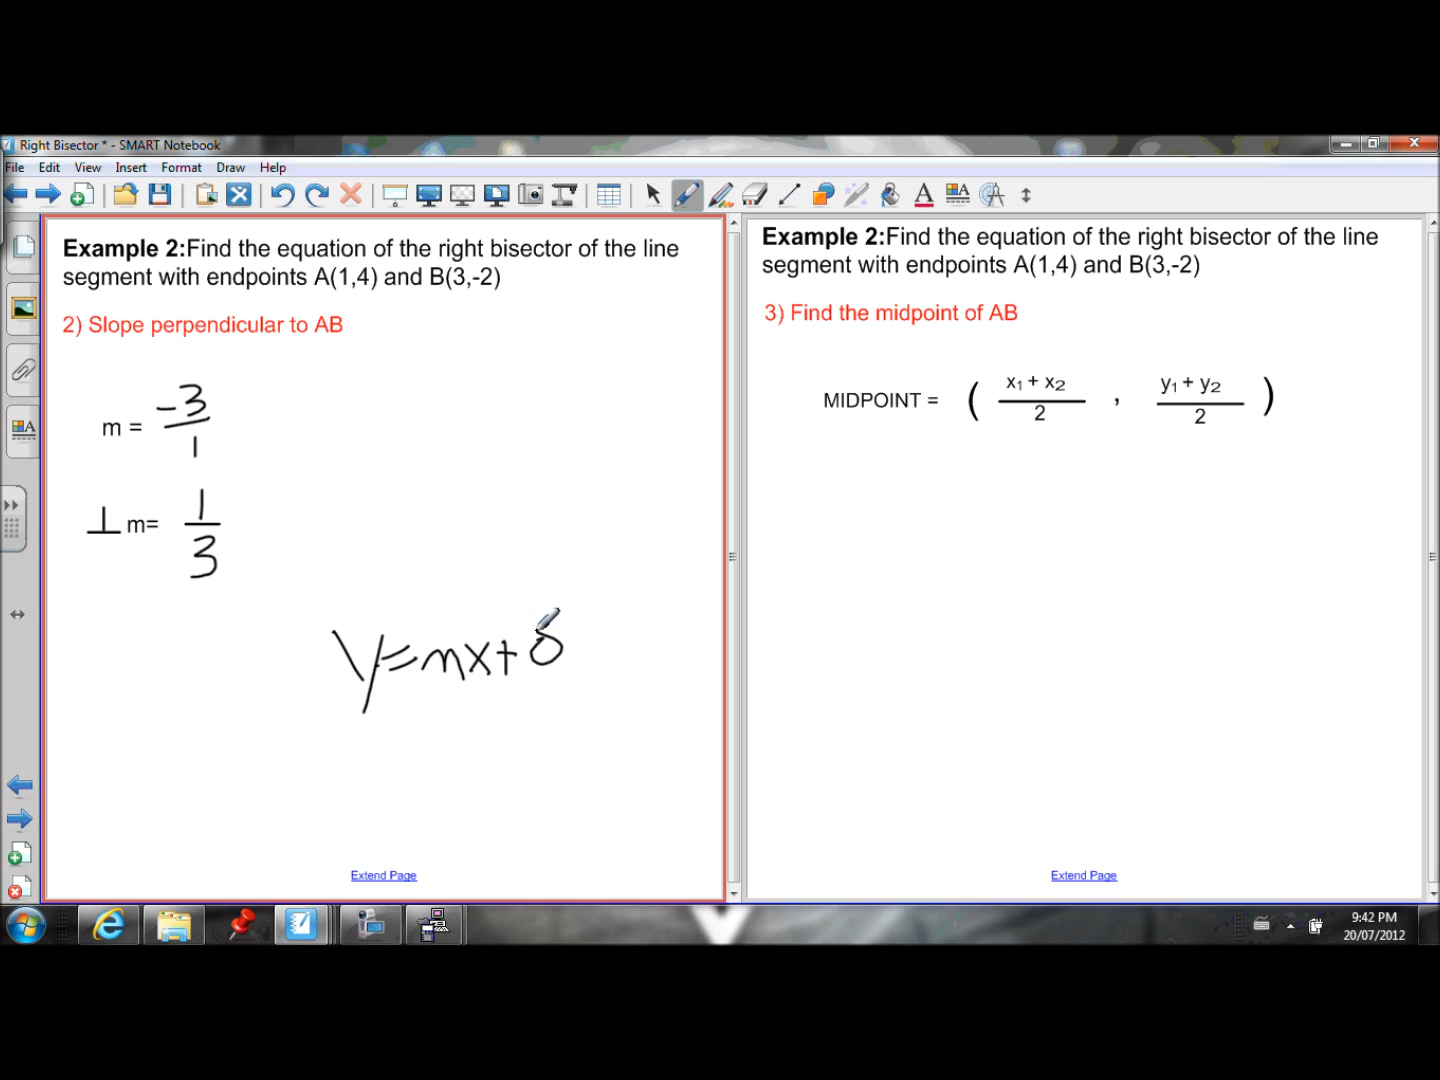 Right Bisector * - SMART Notebook
File Edit View Insert Format Draw Help
Example 2:Find the equation of the right bisector of the line
segment with endpoints A(1,4) and B(3,-2)
2) Slope perpendicular to AB
m = -3/1
⊥ m= 1/3
y=mx+
Extend Page
Example 2:Find the equation of the right bisector of the line
segment with endpoints A(1,4) and B(3,-2)
3) Find the midpoint of AB
MIDPOINT = ( x₁ + x₂ / 2 , y₁ + y₂ / 2 )
Extend Page
9:42 PM
20/07/2012